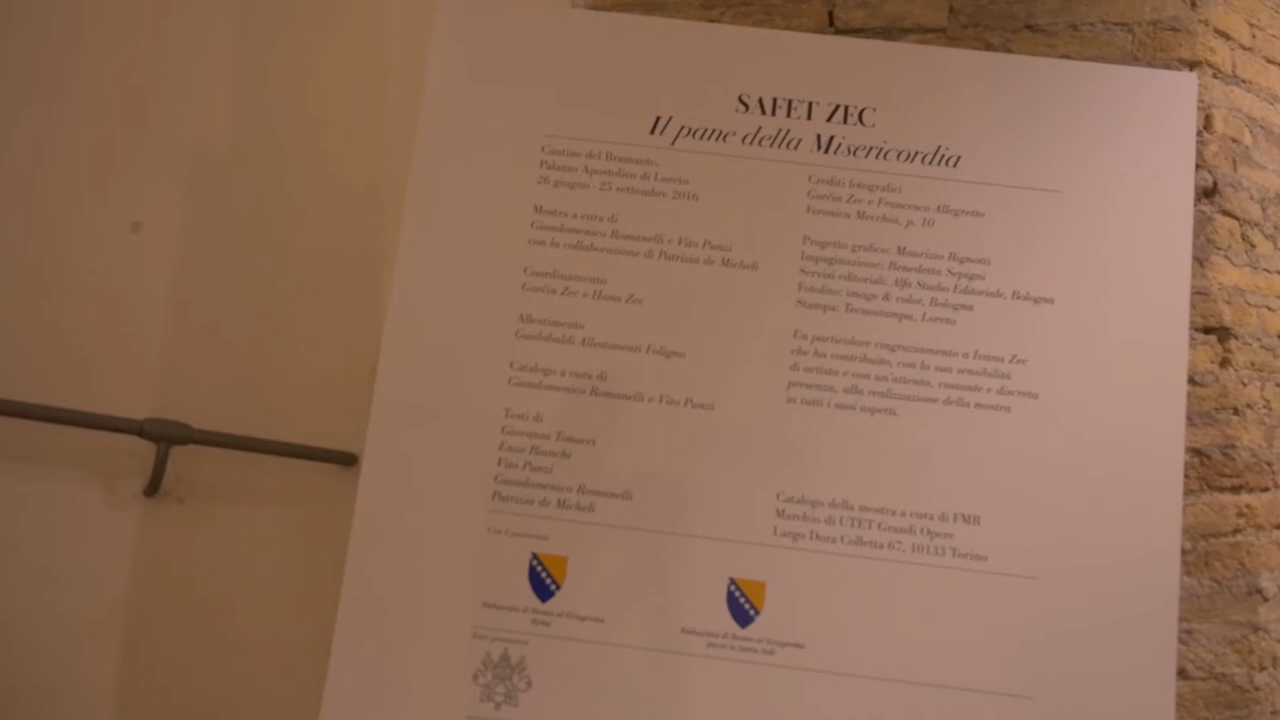 SAFET ZEC
Il pane della Misericordia
Cantine del Bramante,
Palazzo Apostolico di Loreto
26 giugno - 25 settembre 2016
Mostra a cura di
Giandomenico Romanelli e Vito Punzi
con la collaborazione di Patrizia de Micheli
Coordinamento
Gorčin Zec e Hana Zec
Allestimento
Guidobaldi Allestimenti Foligno
Catalogo a cura di
Giandomenico Romanelli e Vito Punzi
Testi di
Giovanni Tonucci
Enzo Bianchi
Vito Punzi
Giandomenico Romanelli
Patrizia de Micheli
Crediti fotografici
Gorčin Zec e Francesco Allegretto
Veronica Mecchia, p. 10
Progetto grafico: Maurizio Bignotti
Impaginazione: Benedetta Sepigni
Servizi editoriali: Alfa Studio Editoriale, Bologna
Fotolito: image & color, Bologna
Stampa: Tecnostampa, Loreto
Un particolare ringraziamento a Ivana Zec
che ha contribuito, con la sua sensibilità
di artista e con un'attenta, costante e discreta
presenza, alla realizzazione della mostra
in tutti i suoi aspetti.
Catalogo della mostra a cura di FMR
Marchio di UTET Grandi Opere
Largo Dora Colletta 67, 10133 Torino
Con il patrocinio
Ambasciata di Bosnia ed Erzegovina
Roma
Ambasciata di Bosnia ed Erzegovina
presso la Santa Sede